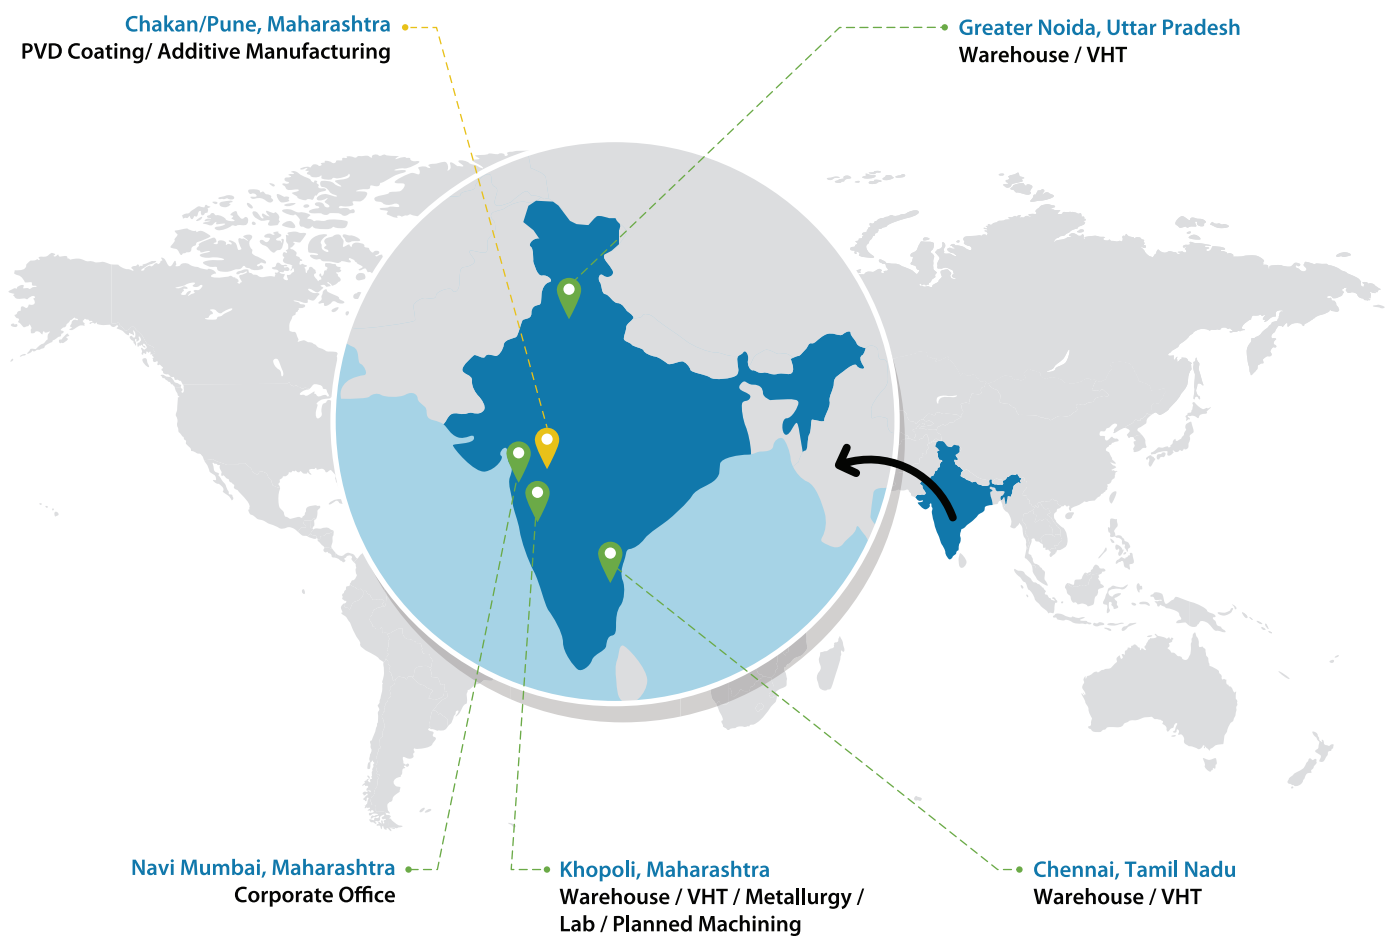 Chakan/Pune, Maharashtra
PVD Coating/ Additive Manufacturing
Greater Noida, Uttar Pradesh
Warehouse / VHT
Navi Mumbai, Maharashtra
Corporate Office
Khopoli, Maharashtra
Warehouse / VHT / Metallurgy /
Lab / Planned Machining
Chennai, Tamil Nadu
Warehouse / VHT